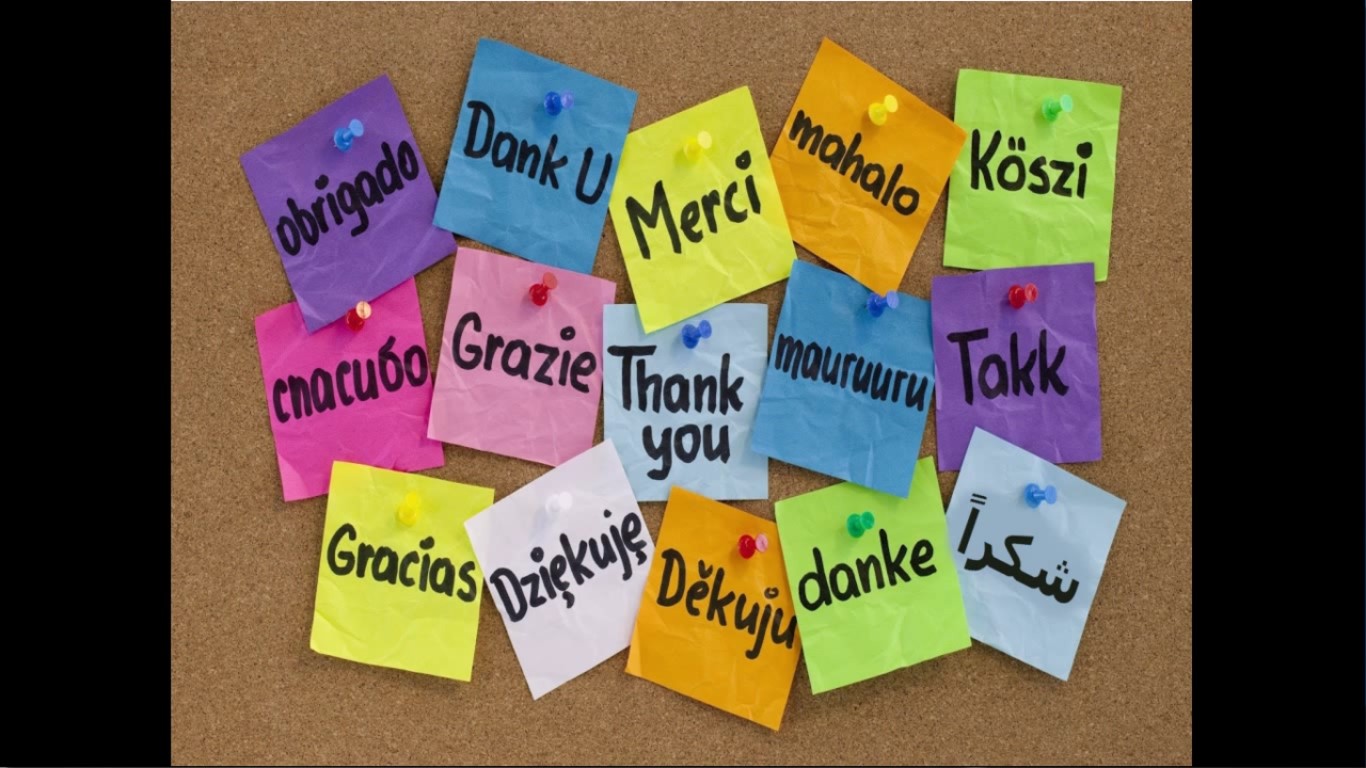 obrigado
Dank U
Merci
mahalo
Köszi
спасибо
Grazie
Thank
you
mauruuru
Takk
Gracias
Dziękuję
Děkuju
danke
شكراً